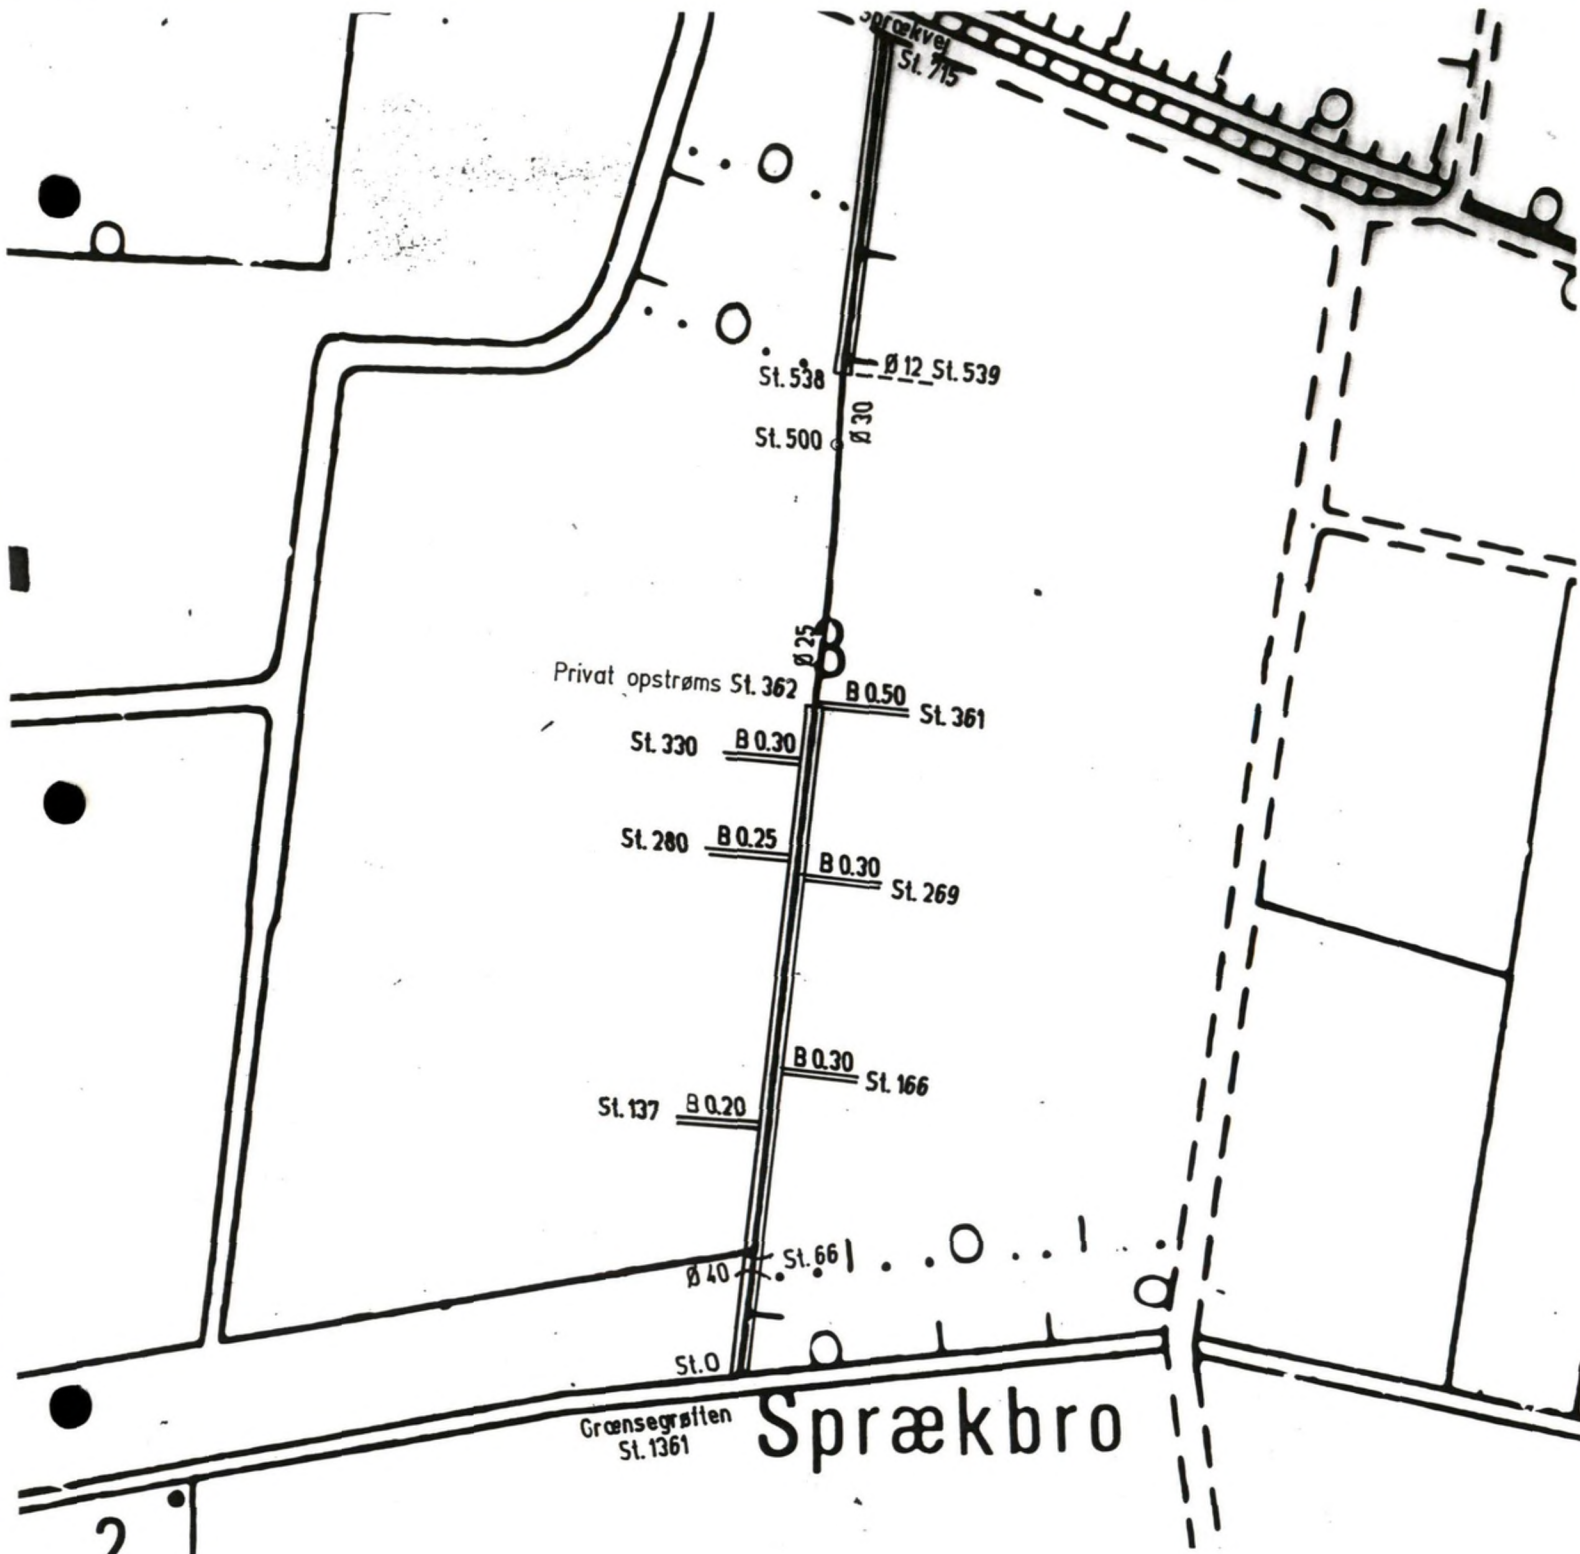 Sprækvej
St. 715
Ø 12 St. 539
St. 538
Ø 30
St. 500
Ø 25
B
Privat opstrøms St. 362
B 0.50 St. 361
St. 330 B 0.30
St. 280 B 0.25
B 0.30 St. 269
B 0.30 St. 166
St. 137 B 0.20
St. 66
Ø 40
St. 0
Grænsegrøften
St. 1361
Sprækbro
2